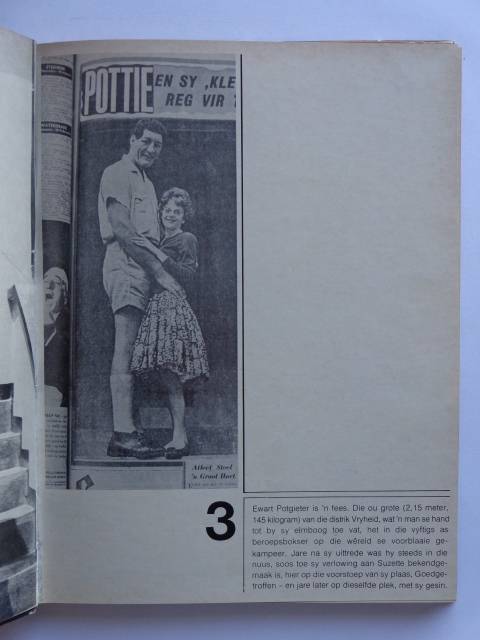 POTTIE EN SY ‚KLE
REG VIR
Alleef Steel
'n Groot Hart
3
Ewart Potgieter is 'n fees. Die ou grote (2,15 meter,
145 kilogram) van die distrik Vryheid, wat 'n man se hand
tot by sy elmboog toe vat, het in die vyftigs as
beroepsbokser op die wêreld se voorblaaie ge-
kampeer. Jare na sy uittrede was hy steeds in die
nuus, soos toe sy verlowing aan Suzette bekendge-
maak is, hier op die voorstoep van sy plaas, Goedge-
troffen – en jare later op dieselfde plek, met sy gesin.